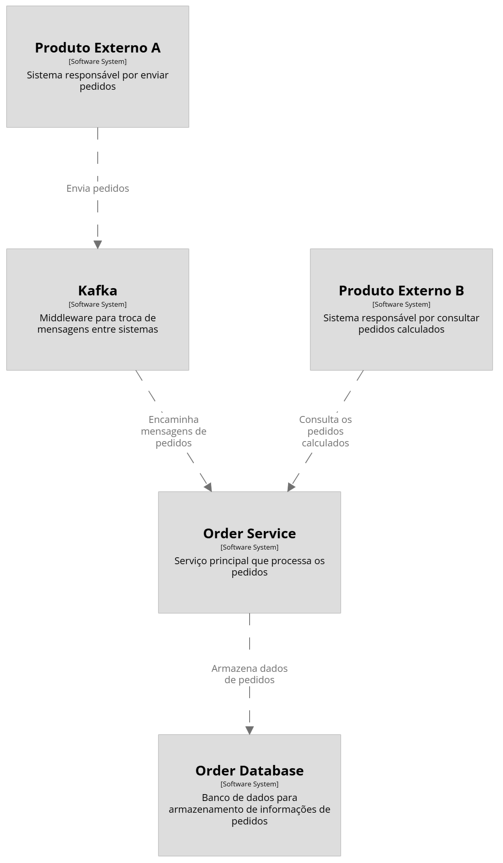 Produto Externo A
[Software System]
Sistema responsável por enviar
pedidos
Envia pedidos
Kafka
[Software System]
Middleware para troca de
mensagens entre sistemas
Produto Externo B
[Software System]
Sistema responsável por consultar
pedidos calculados
Encaminha
mensagens de
pedidos
Consulta os
pedidos
calculados
Order Service
[Software System]
Serviço principal que processa os
pedidos
Armazena dados
de pedidos
Order Database
[Software System]
Banco de dados para
armazenamento de informações de
pedidos